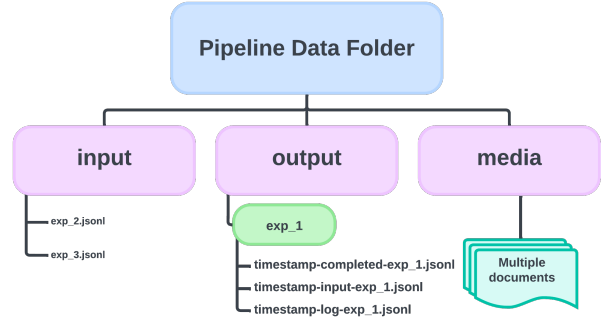 Pipeline Data Folder
input
output
media
exp_2.jsonl
exp_3.jsonl
exp_1
timestamp-completed-exp_1.jsonl
timestamp-input-exp_1.jsonl
timestamp-log-exp_1.jsonl
Multiple
documents